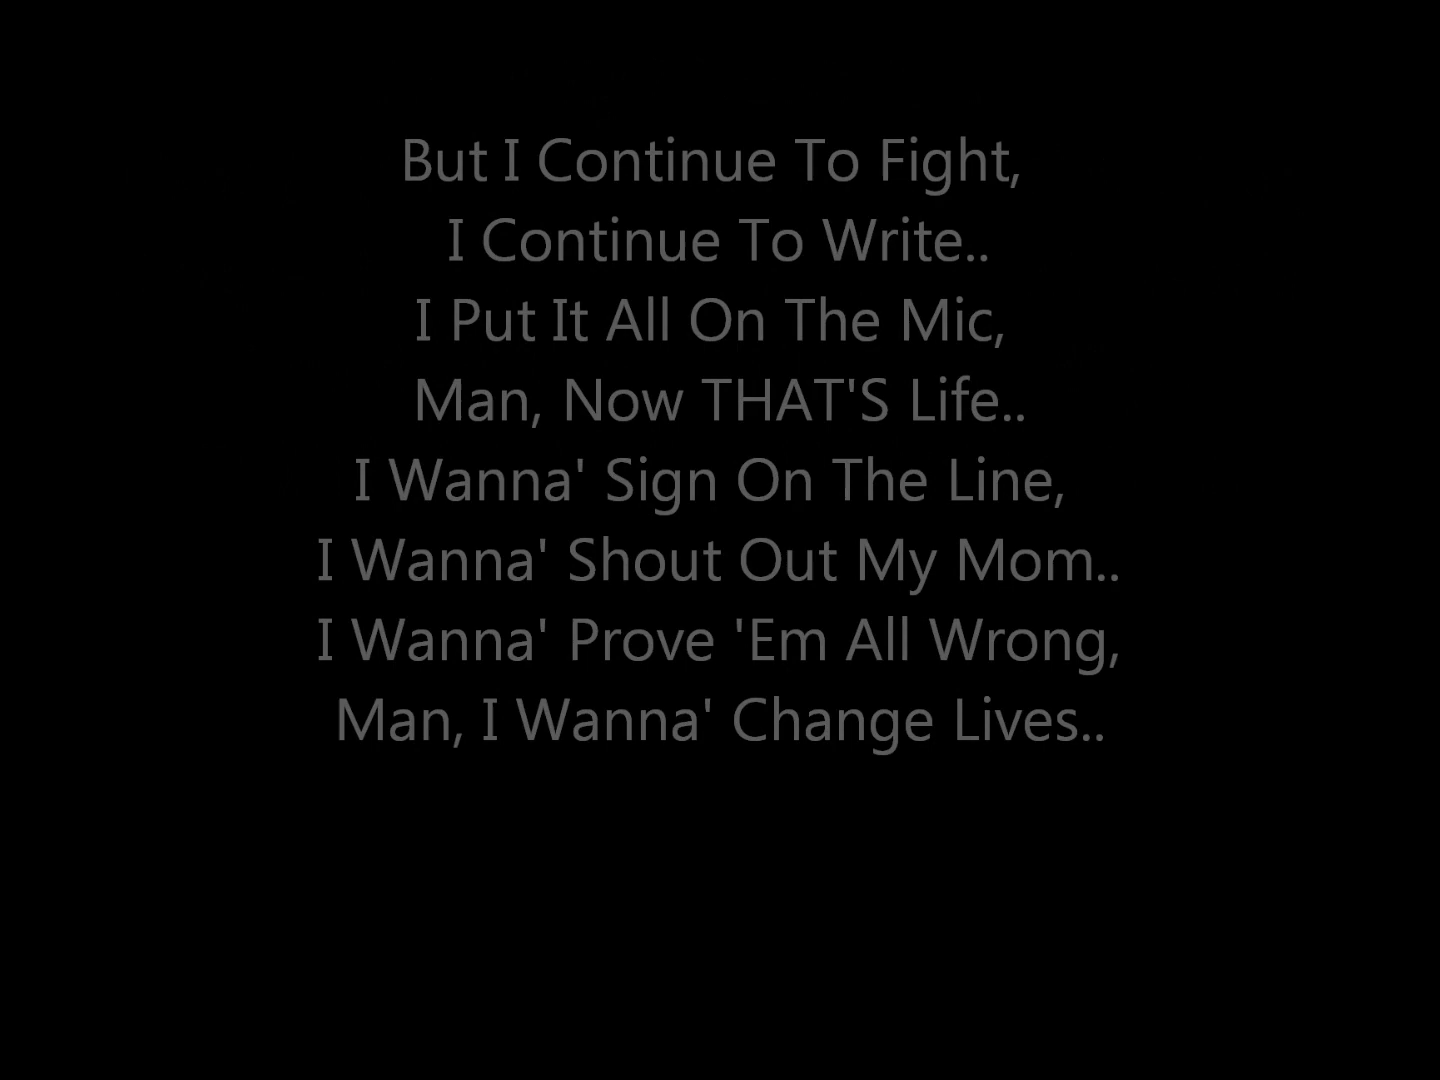 But I Continue To Fight,
I Continue To Write..
I Put It All On The Mic,
Man, Now THAT'S Life..
I Wanna' Sign On The Line,
I Wanna' Shout Out My Mom..
I Wanna' Prove 'Em All Wrong,
Man, I Wanna' Change Lives..